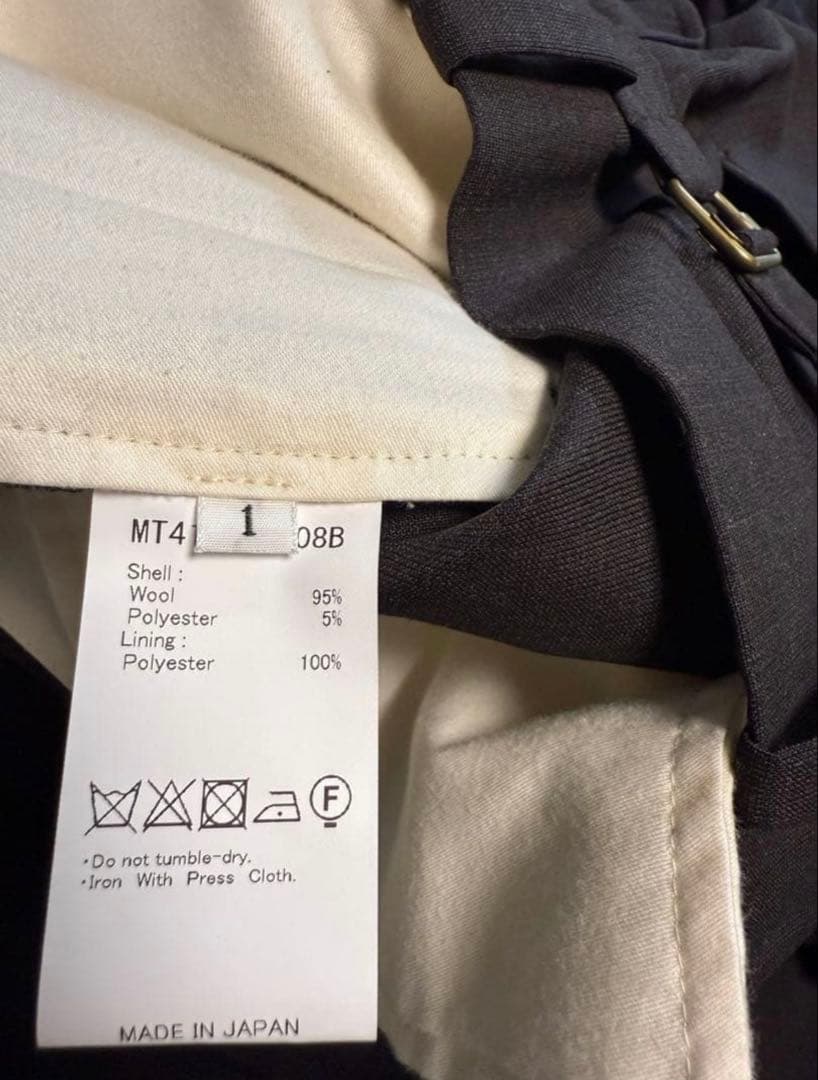 1
MT4 08B
Shell :
Wool 95%
Polyester 5%
Lining :
Polyester 100%
F
・Do not tumble-dry.
・Iron With Press Cloth.
MADE IN JAPAN